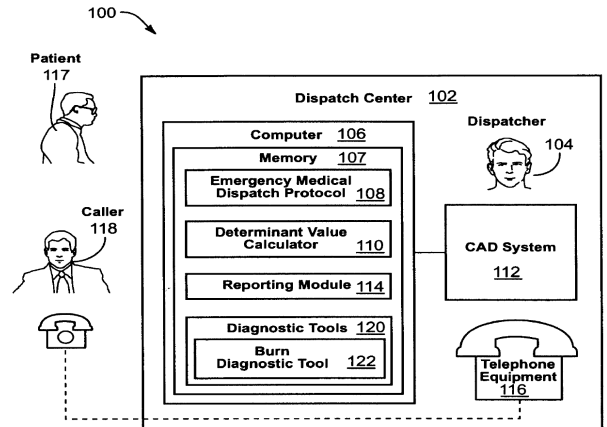 100
Patient
117
Dispatch Center 102
Computer 106
Dispatcher
104
Memory 107
Emergency Medical
Dispatch Protocol 108
Caller
118
Determinant Value
Calculator 110
CAD System
112
Reporting Module 114
Diagnostic Tools 120
Burn
Diagnostic Tool 122
Telephone
Equipment
116